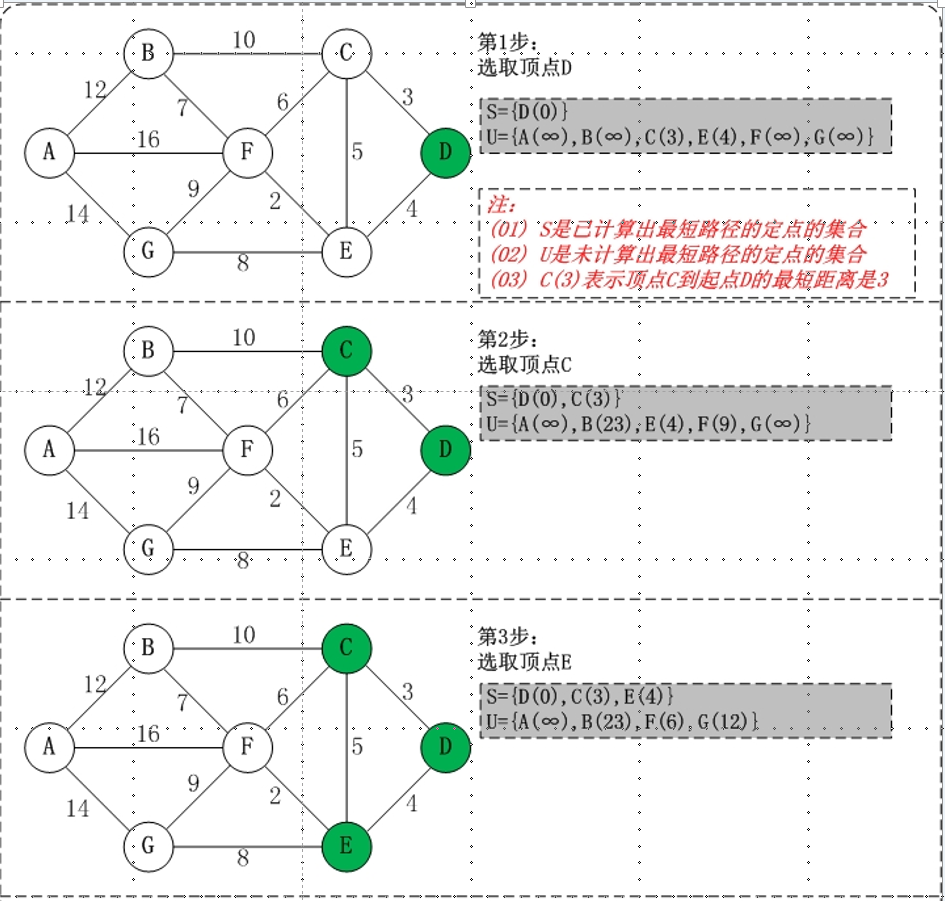 B 10 C
12 7 6 3
A 16 F 5 D
14 9 2 4
G 8 E
第1步:
选取顶点D
S={D(0)}
U={A(∞),B(∞),C(3),E(4),F(∞),G(∞)}
注:
(01) S是已计算出最短路径的定点的集合
(02) U是未计算出最短路径的定点的集合
(03) C(3)表示顶点C到起点D的最短距离是3
B 10 C
12 7 6 3
A 16 F 5 D
14 9 2 4
G 8 E
第2步:
选取顶点C
S={D(0),C(3)}
U={A(∞),B(23),E(4),F(9),G(∞)}
B 10 C
12 7 6 3
A 16 F 5 D
14 9 2 4
G 8 E
第3步:
选取顶点E
S={D(0),C(3),E(4)}
U={A(∞),B(23),F(6),G(12)}